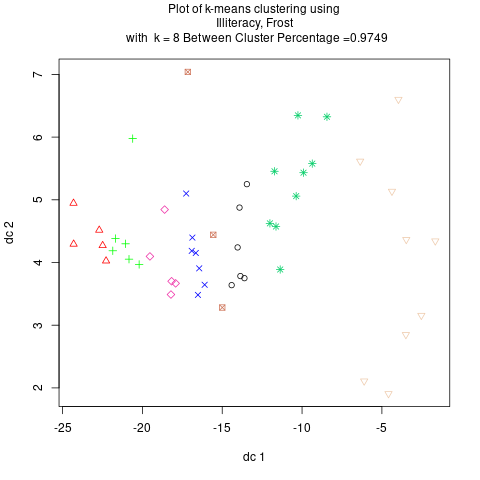 Plot of k-means clustering using
Illiteracy, Frost
with  k = 8 Between Cluster Percentage =0.9749
7
6
5
4
3
2
dc 2
-25 -20 -15 -10 -5
dc 1